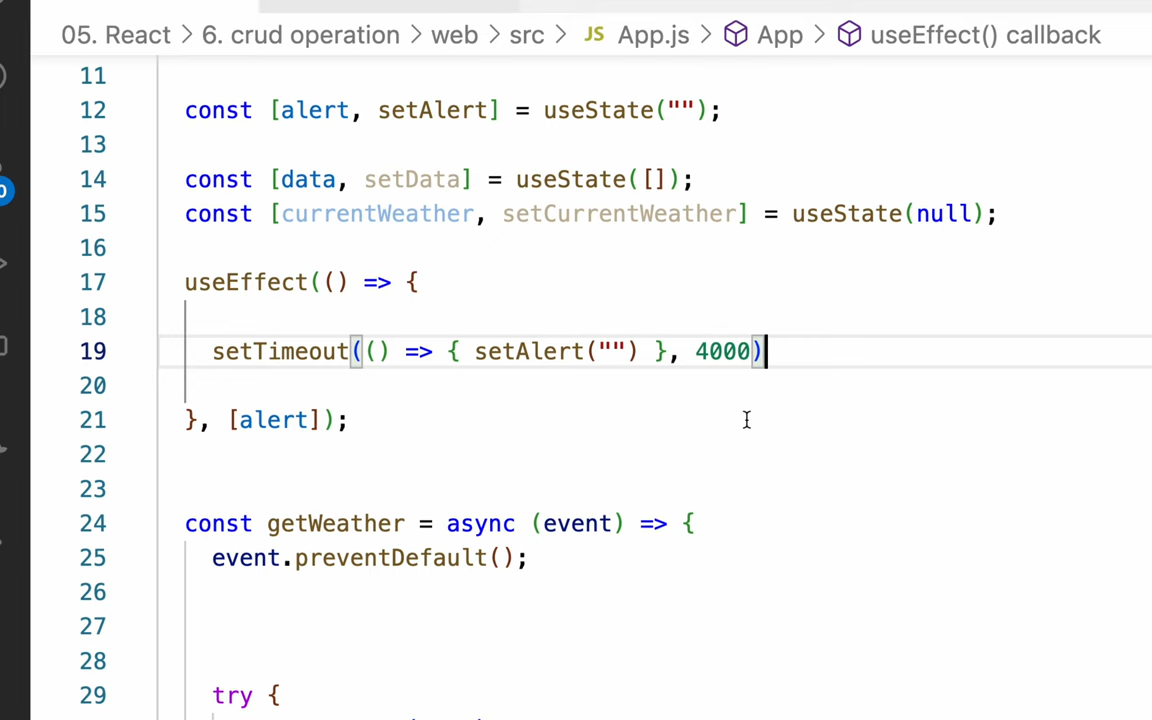 05. React > 6. crud operation > web > src > JS App.js > App > useEffect() callback
11
12 const [alert, setAlert] = useState("");
13
14 const [data, setData] = useState([]);
15 const [currentWeather, setCurrentWeather] = useState(null);
16
17 useEffect(() => {
18
19 setTimeout(() => { setAlert("") }, 4000)
20
21 }, [alert]);
22
23
24 const getWeather = async (event) => {
25 event.preventDefault();
26
27
28
29 try {
0